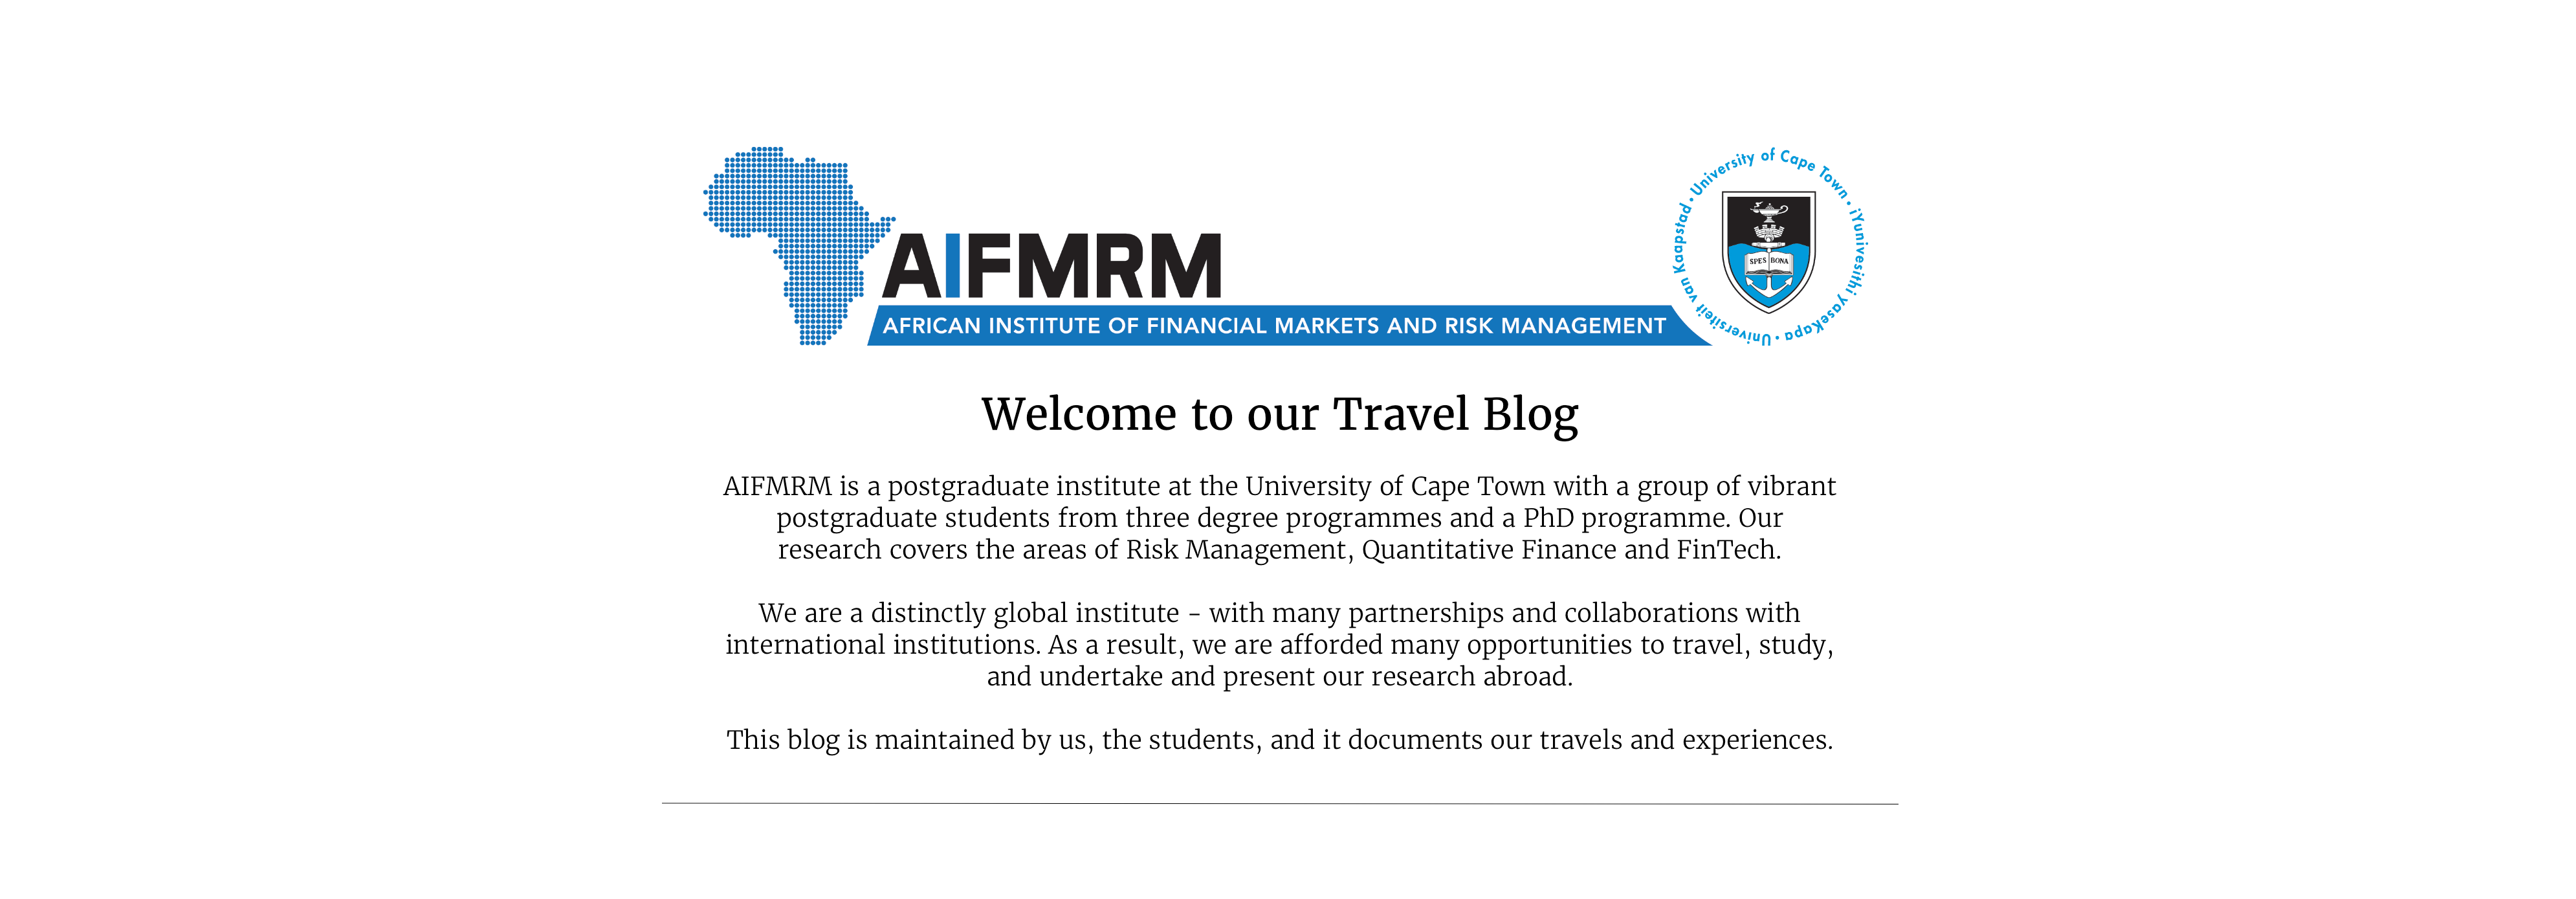 AIFMRM
AFRICAN INSTITUTE OF FINANCIAL MARKETS AND RISK MANAGEMENT
University of Cape Town • iYunivesithi yaseKapa • Universiteit van Kaapstad •
SPES BONA
Welcome to our Travel Blog
AIFMRM is a postgraduate institute at the University of Cape Town with a group of vibrant
postgraduate students from three degree programmes and a PhD programme. Our
research covers the areas of Risk Management, Quantitative Finance and FinTech.
We are a distinctly global institute - with many partnerships and collaborations with
international institutions. As a result, we are afforded many opportunities to travel, study,
and undertake and present our research abroad.
This blog is maintained by us, the students, and it documents our travels and experiences.